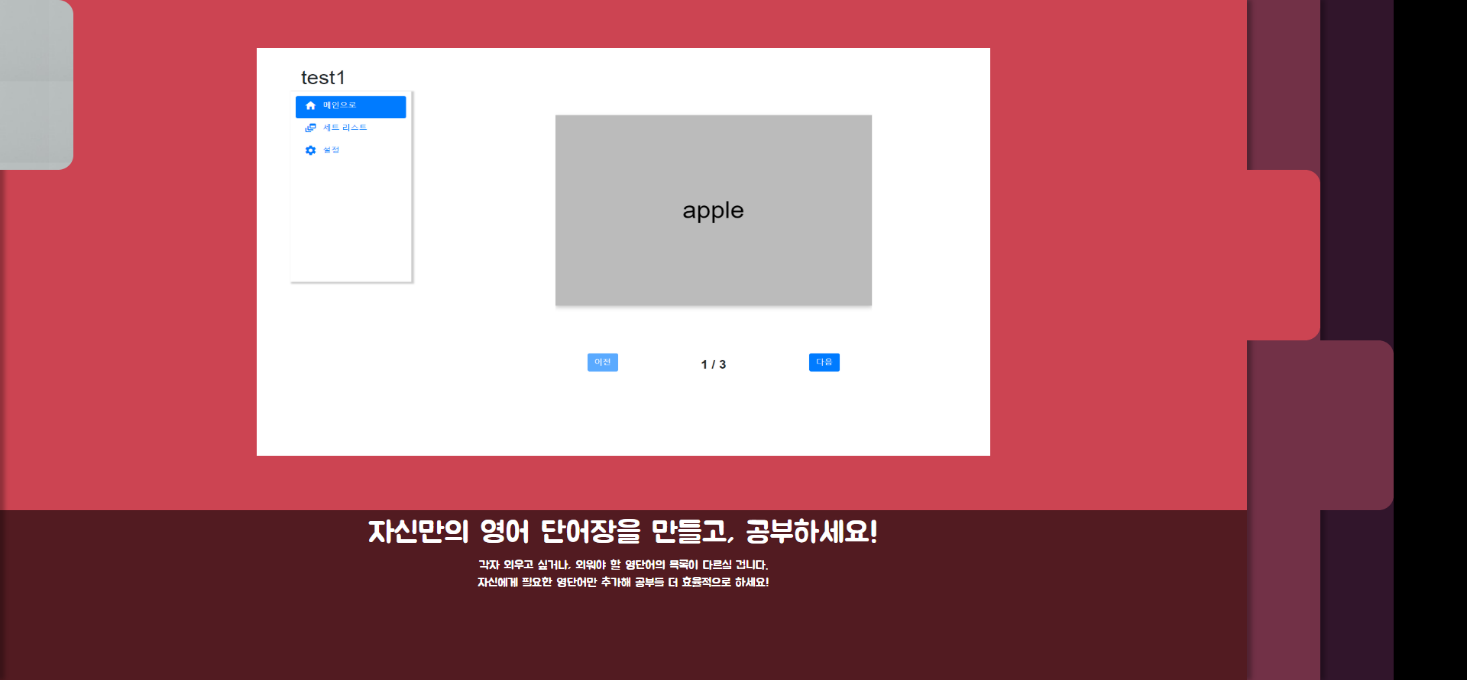 test1
메인으로
세트 리스트
설정
apple
이전
1 / 3
다음
자신만의 영어 단어장을 만들고, 공부하세요!
각자 외우고 싶거나, 외워야 할 영단어의 목록이 다르실 겁니다.
자신에게 필요한 영단어만 추가해 공부를 더 효율적으로 하세요!